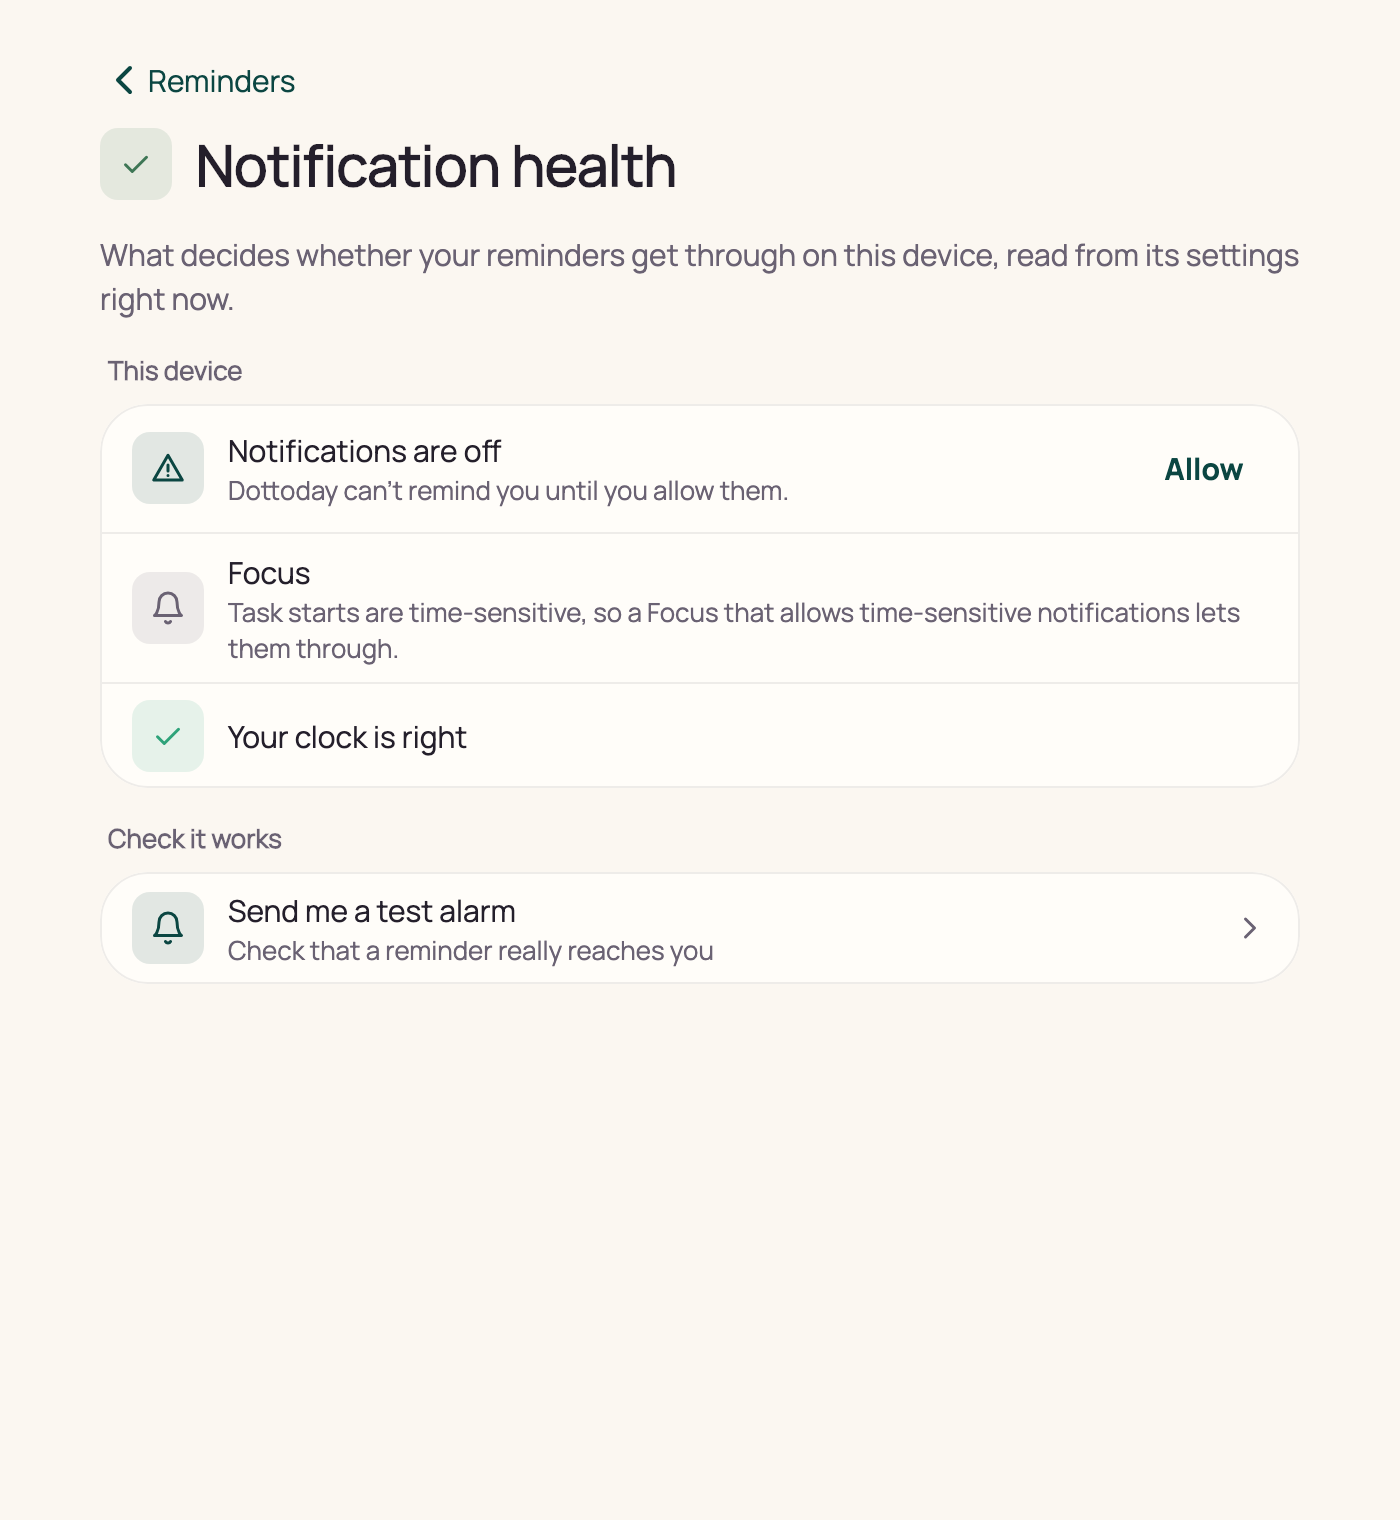 Reminders
Notification health
What decides whether your reminders get through on this device, read from its settings
right now.
This device
Notifications are off
Dottoday can't remind you until you allow them.
Allow
Focus
Task starts are time-sensitive, so a Focus that allows time-sensitive notifications lets
them through.
Your clock is right
Check it works
Send me a test alarm
Check that a reminder really reaches you